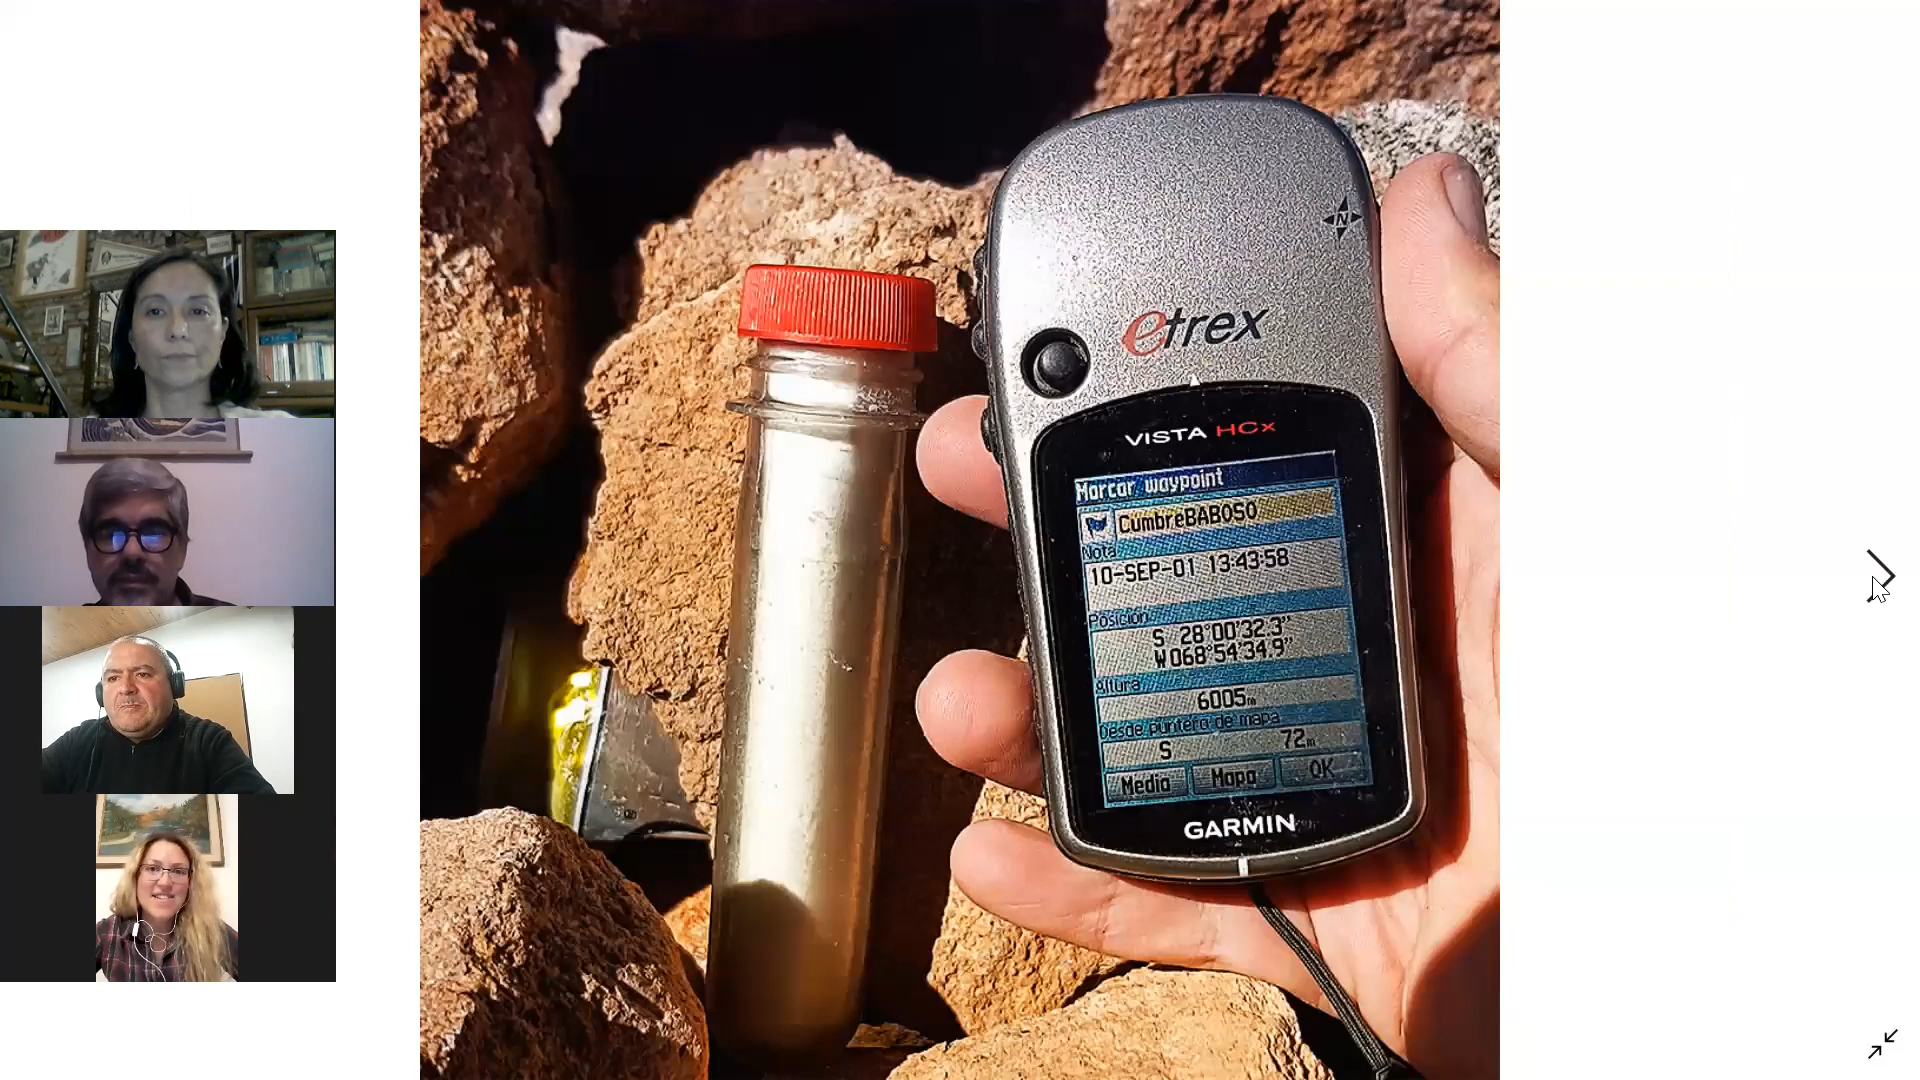 etrex
N
VISTA HCx
Marcar waypoint
CumbreBABOSO
Nota
10-SEP-01 13:43:58
Posición
S 28°00'32.3"
W068°54'34.9"
Altura
6005m
Desde puntero de mapa
S 72m
Media Mapa OK
GARMIN